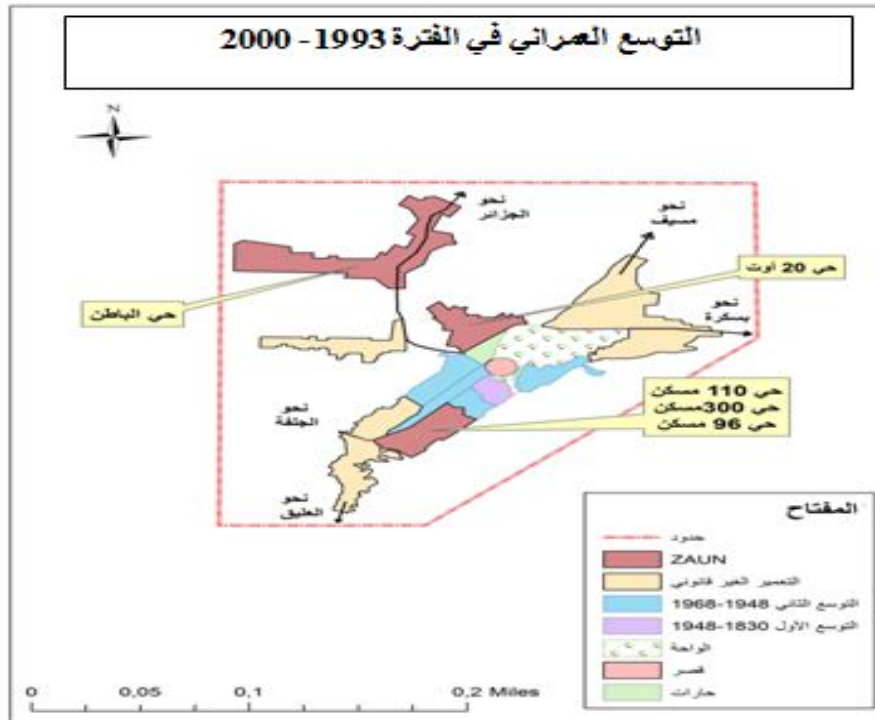 التوسع العمراني في الفترة 1993- 2000
N
نحو
الجزائر
نحو
مسيف
حي 20 أوت
نحو
بسكرة
حي الباطن
حي 110 مسكن
حي 300مسكن
حي 96 مسكن
نحو
الجلفة
نحو
العليق
المفتاح
حدود
ZAUN
التعمير الغير قانوني
التوسع الثاني 1948-1968
التوسع الأول 1830-1948
الواحة
قصر
حارات
0 0,05 0,1 0,2 Miles